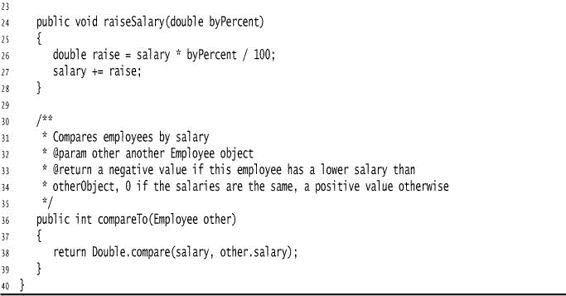 23
24 public void raiseSalary(double byPercent)
25 {
26 double raise = salary * byPercent / 100;
27 salary += raise;
28 }
29
30 /**
31 * Compares employees by salary
32 * @param other another Employee object
33 * @return a negative value if this employee has a lower salary than
34 * otherObject, 0 if the salaries are the same, a positive value otherwise
35 */
36 public int compareTo(Employee other)
37 {
38 return Double.compare(salary, other.salary);
39 }
40 }